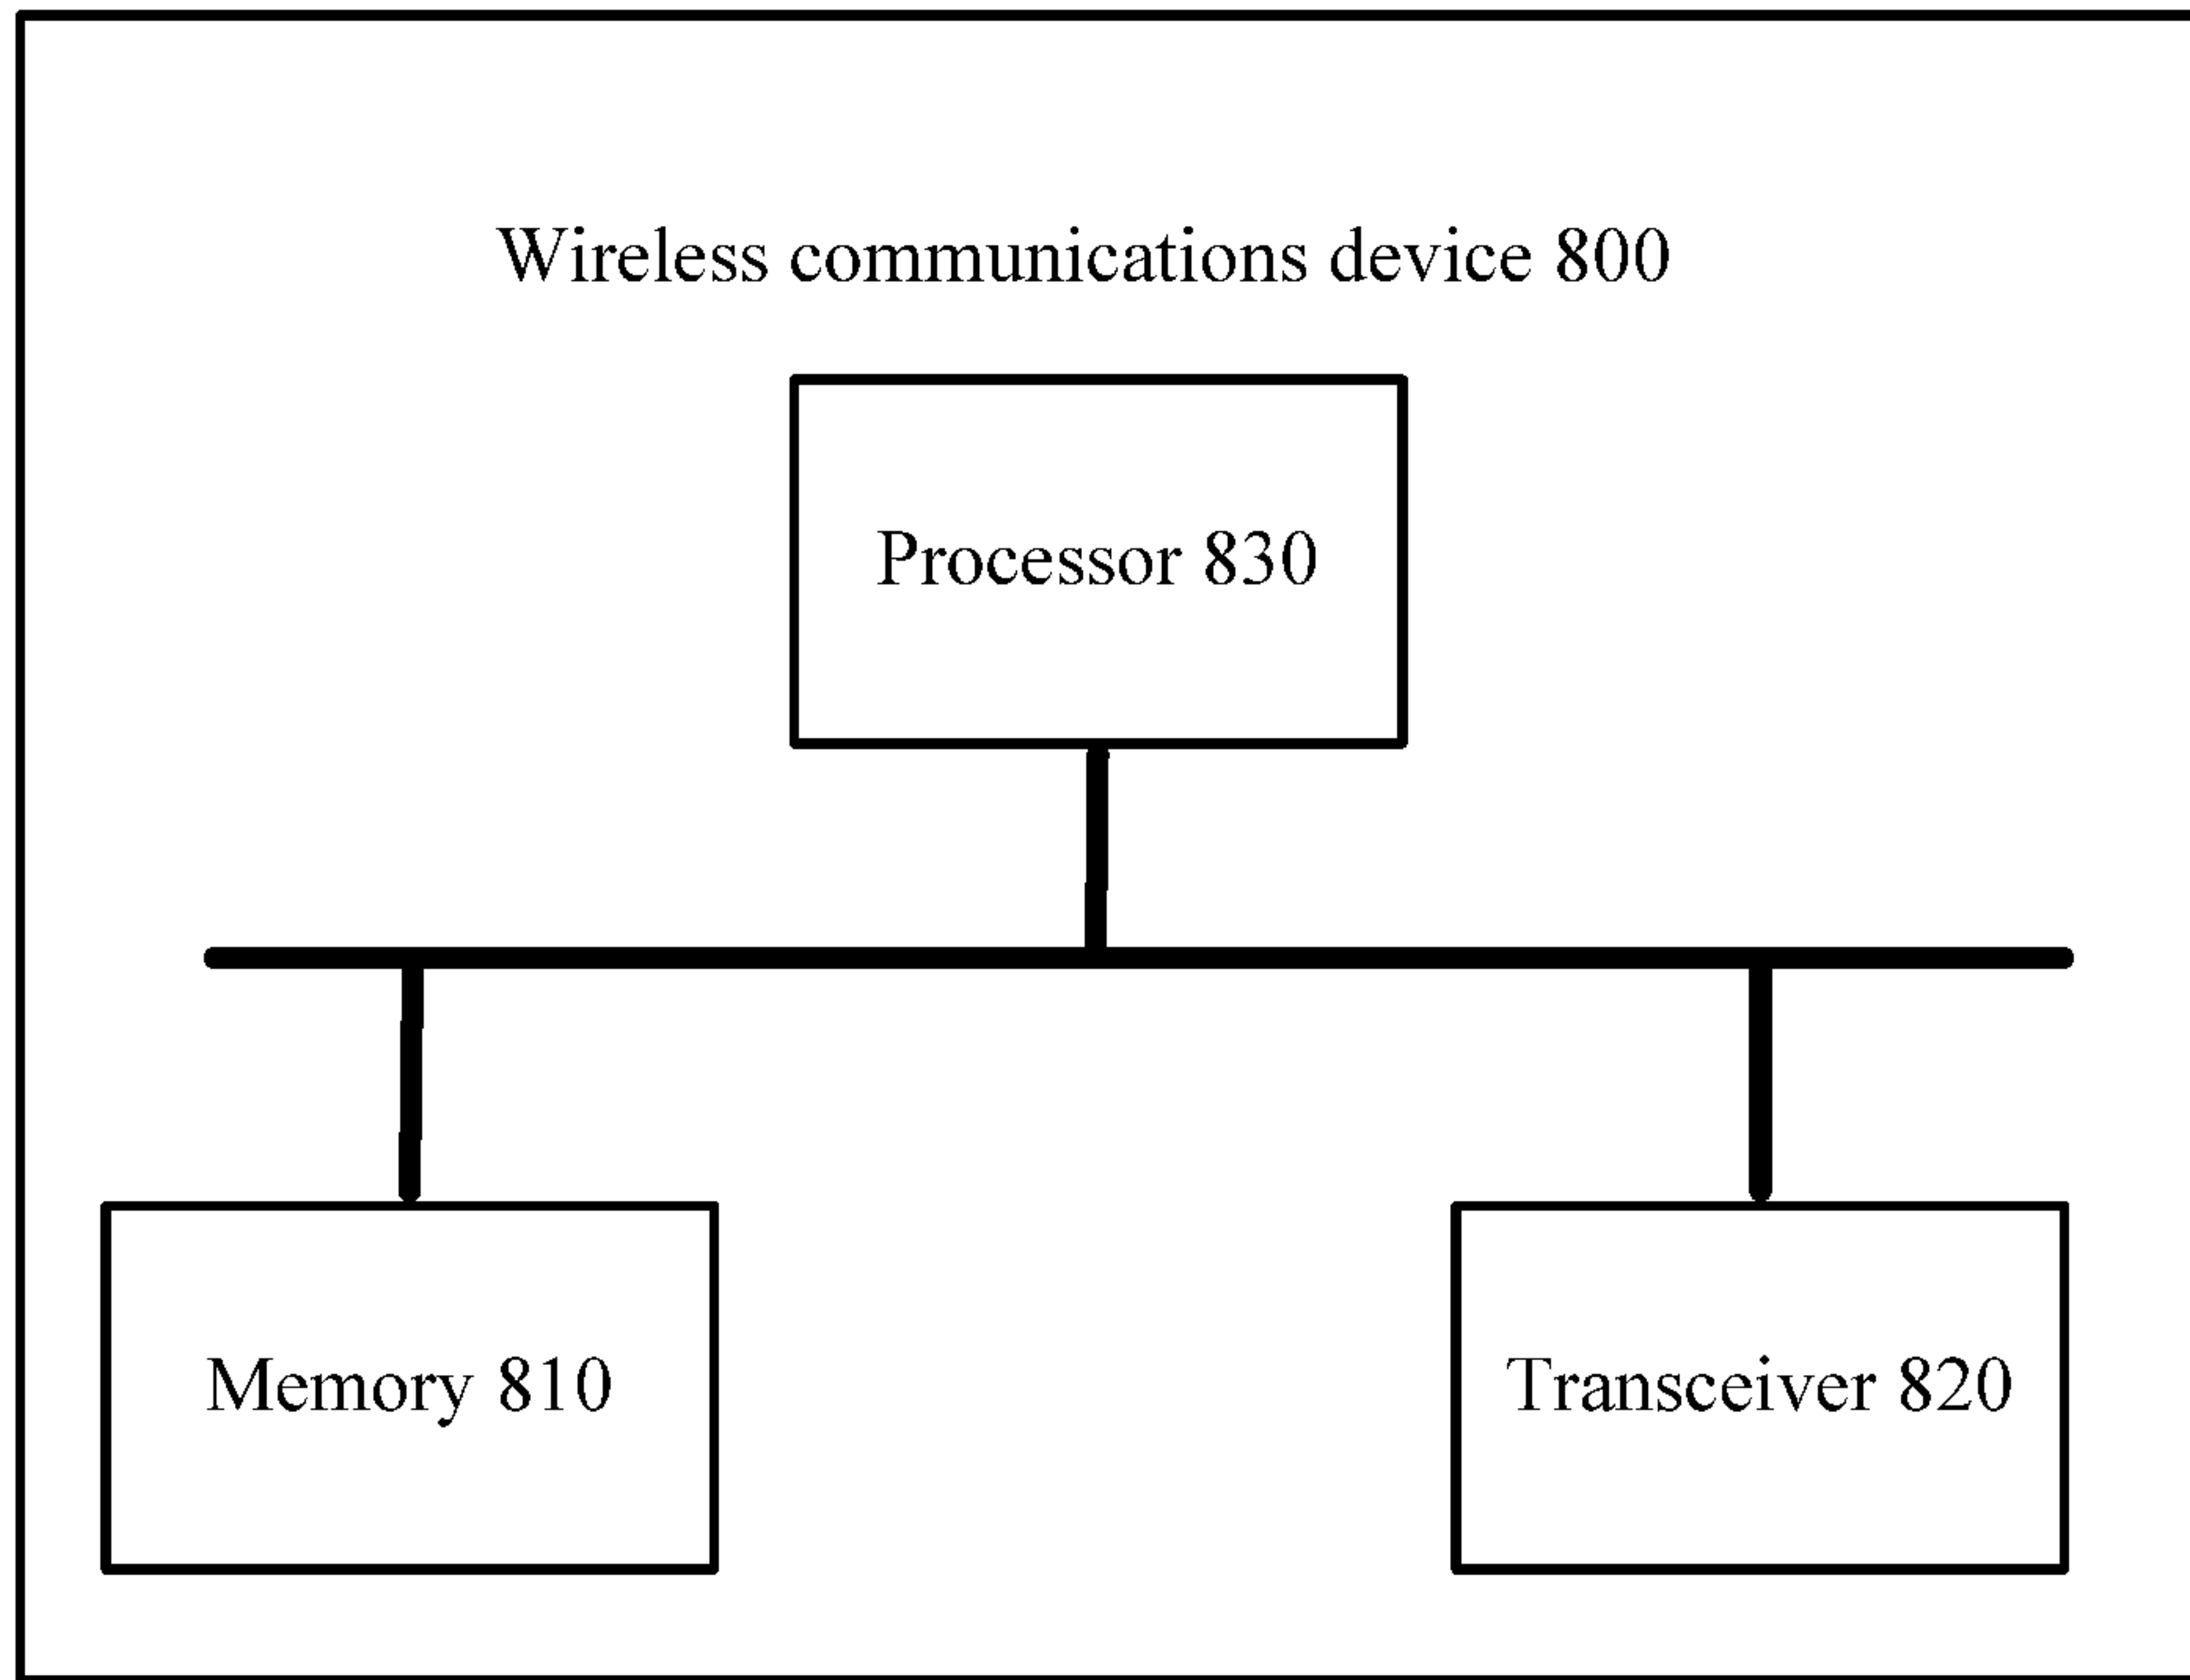 Wireless communications device 800
Processor 830
Memory 810
Transceiver 820